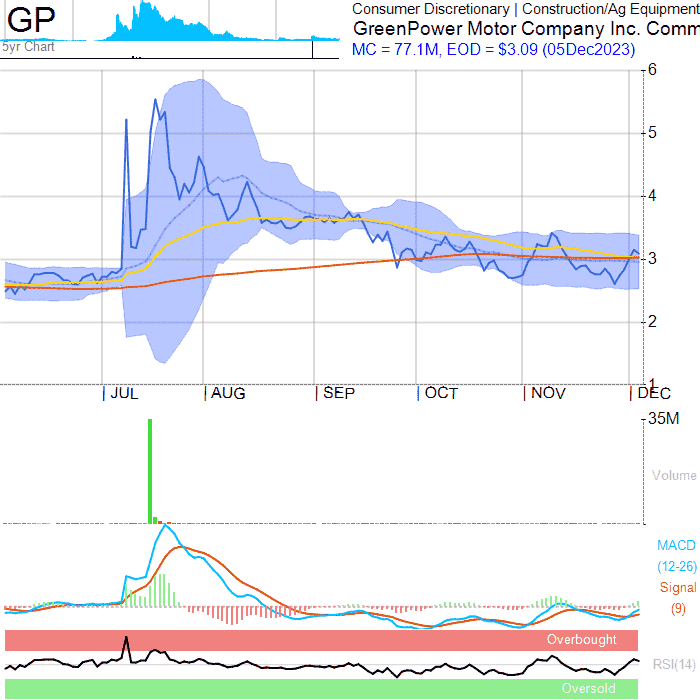 GP
5yr Chart
Consumer Discretionary | Construction/Ag Equipment
GreenPower Motor Company Inc. Comm
MC = 77.1M, EOD = $3.09 (05Dec2023)
6
5
4
3
2
1
JUL AUG SEP OCT NOV DEC
35M
Volume
MACD
(12-26)
Signal
(9)
Overbought
RSI(14)
Oversold